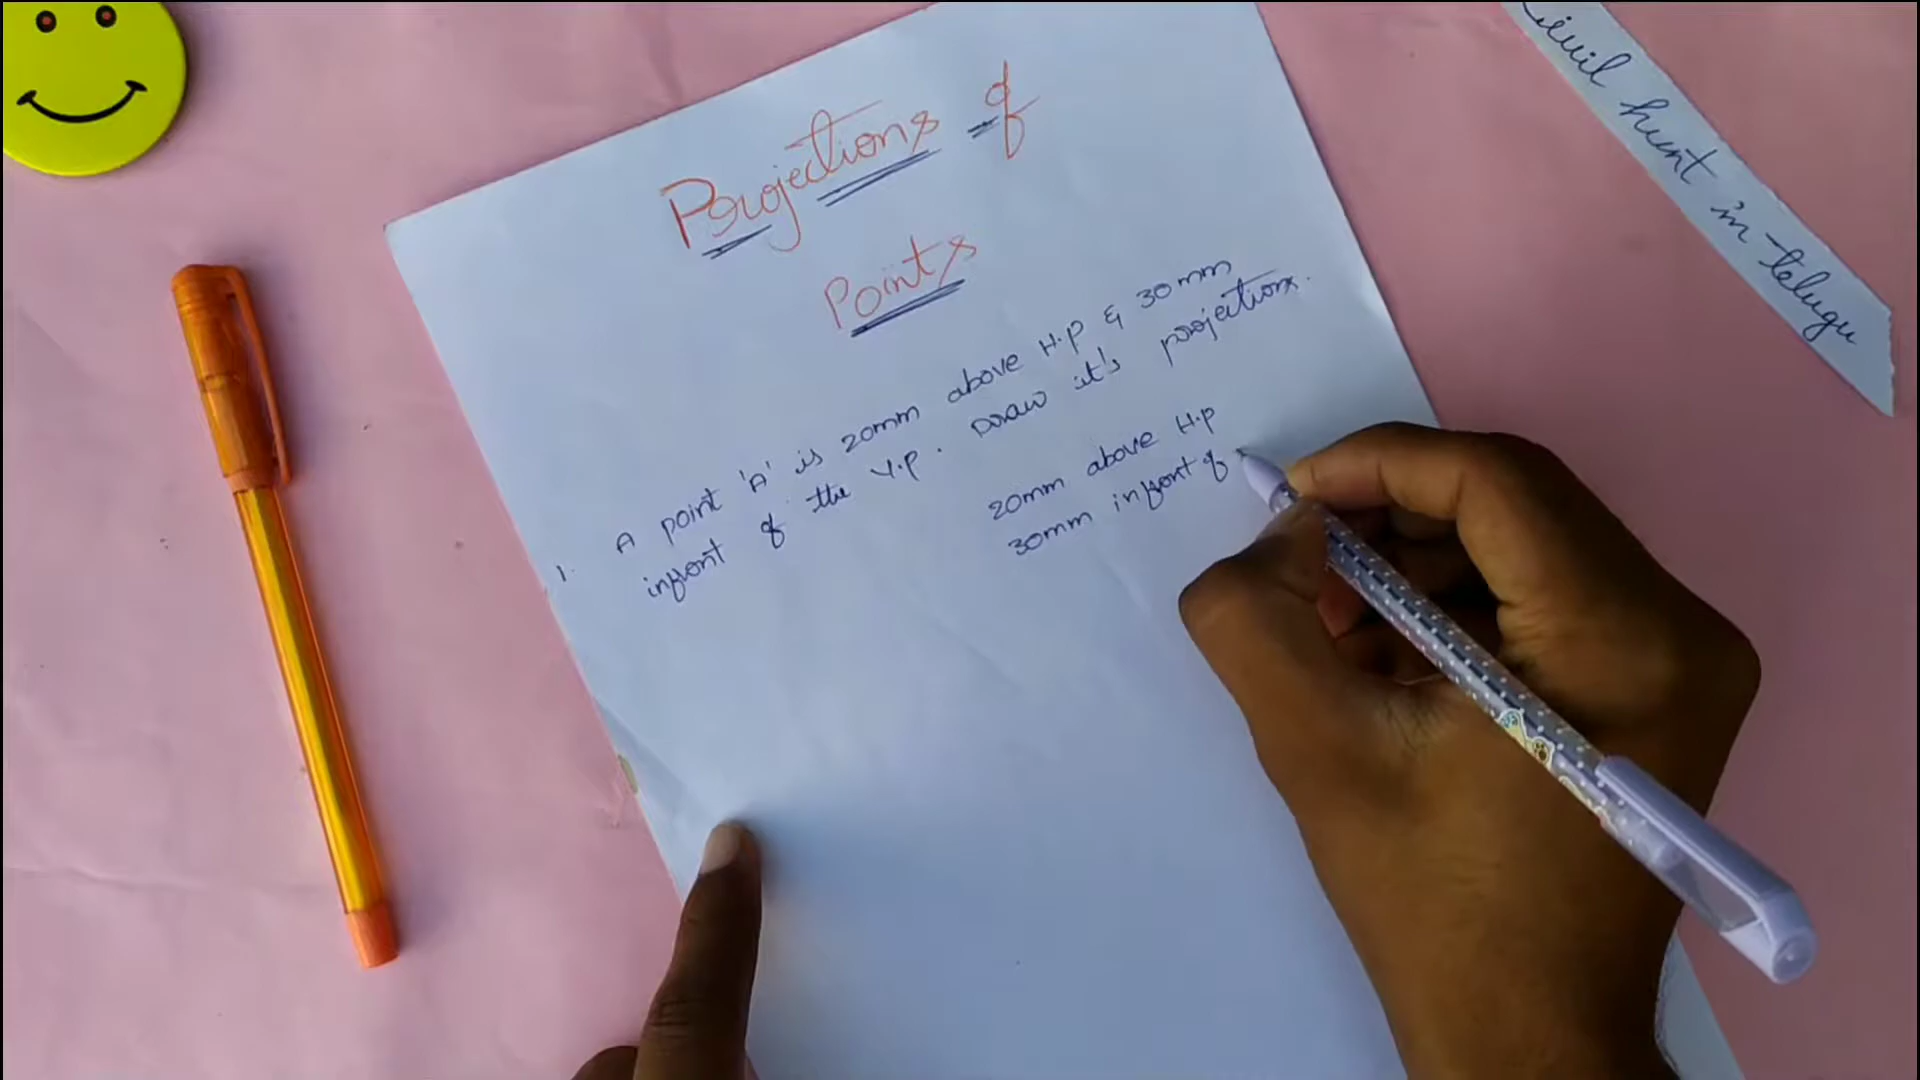 Projections of
Points
1. A point 'A' is 20mm above H.P & 30mm
infront of the V.P. Draw it's projections.
20mm above H.P
30mm infront of
Civil hunt in telugu